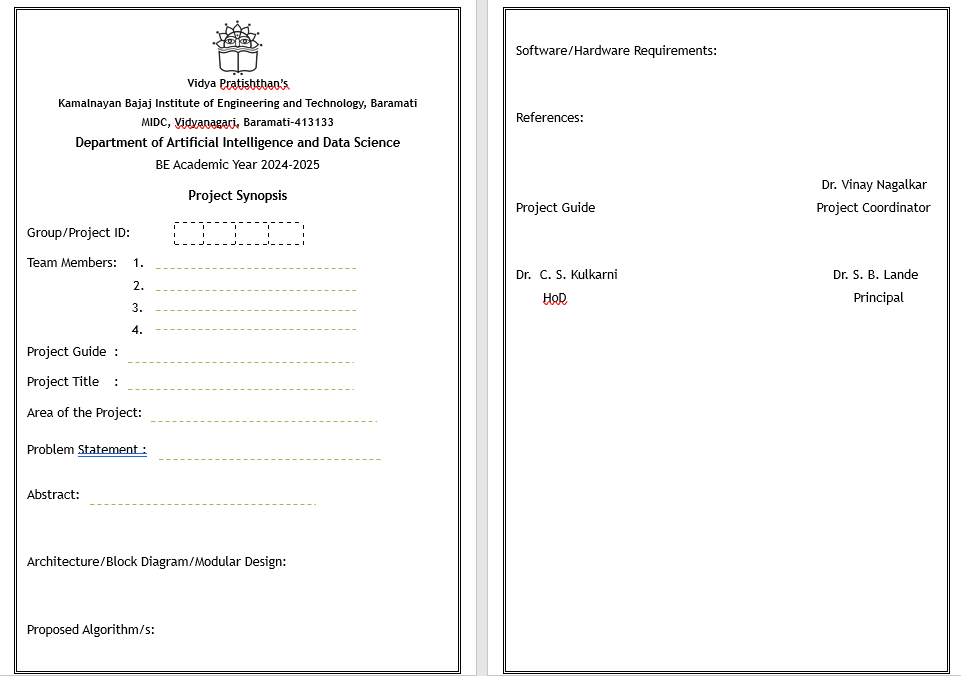 Vidya Pratishthan's
Kamalnayan Bajaj Institute of Engineering and Technology, Baramati
MIDC, Vidyanagari, Baramati-413133
Department of Artificial Intelligence and Data Science
BE Academic Year 2024-2025
Project Synopsis
Group/Project ID:
Team Members: 1.
2.
3.
4.
Project Guide :
Project Title :
Area of the Project:
Problem Statement :
Abstract:
Architecture/Block Diagram/Modular Design:
Proposed Algorithm/s:
Software/Hardware Requirements:
References:
Dr. Vinay Nagalkar
Project Guide Project Coordinator
Dr. C. S. Kulkarni Dr. S. B. Lande
HoD Principal